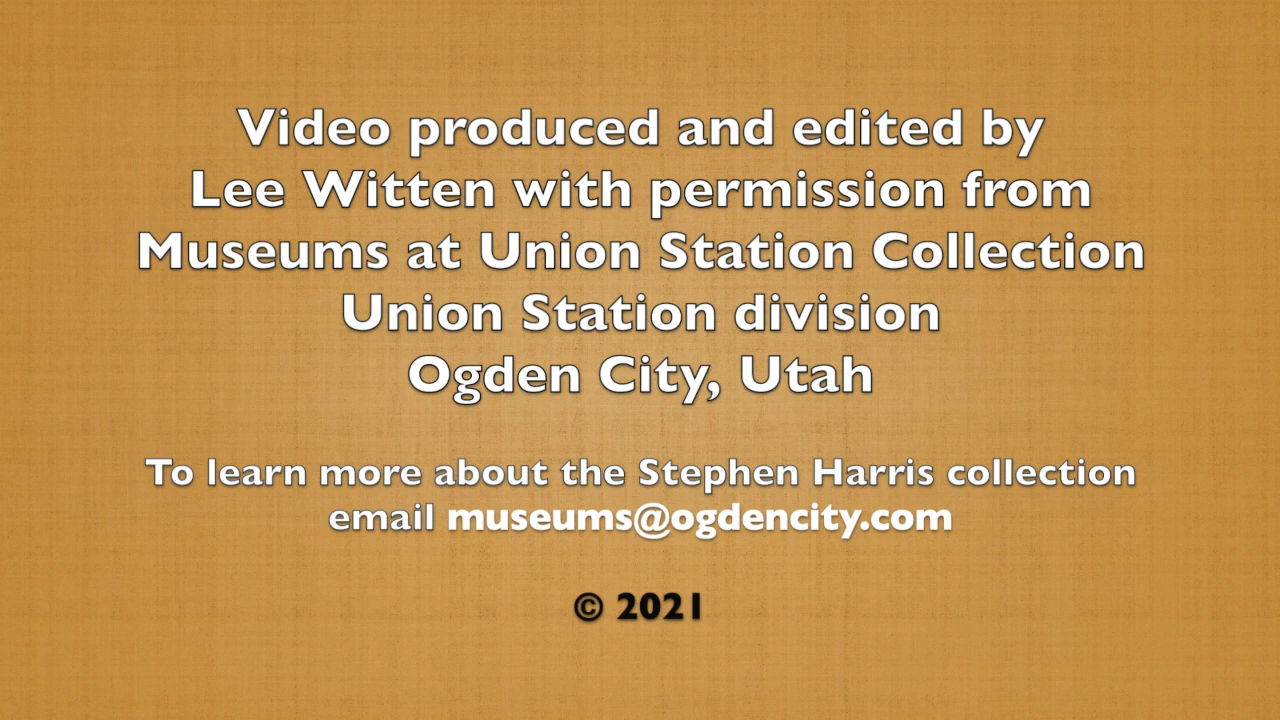 Video produced and edited by
Lee Witten with permission from
Museums at Union Station Collection
Union Station division
Ogden City, Utah
To learn more about the Stephen Harris collection
email museums@ogdencity.com
© 2021